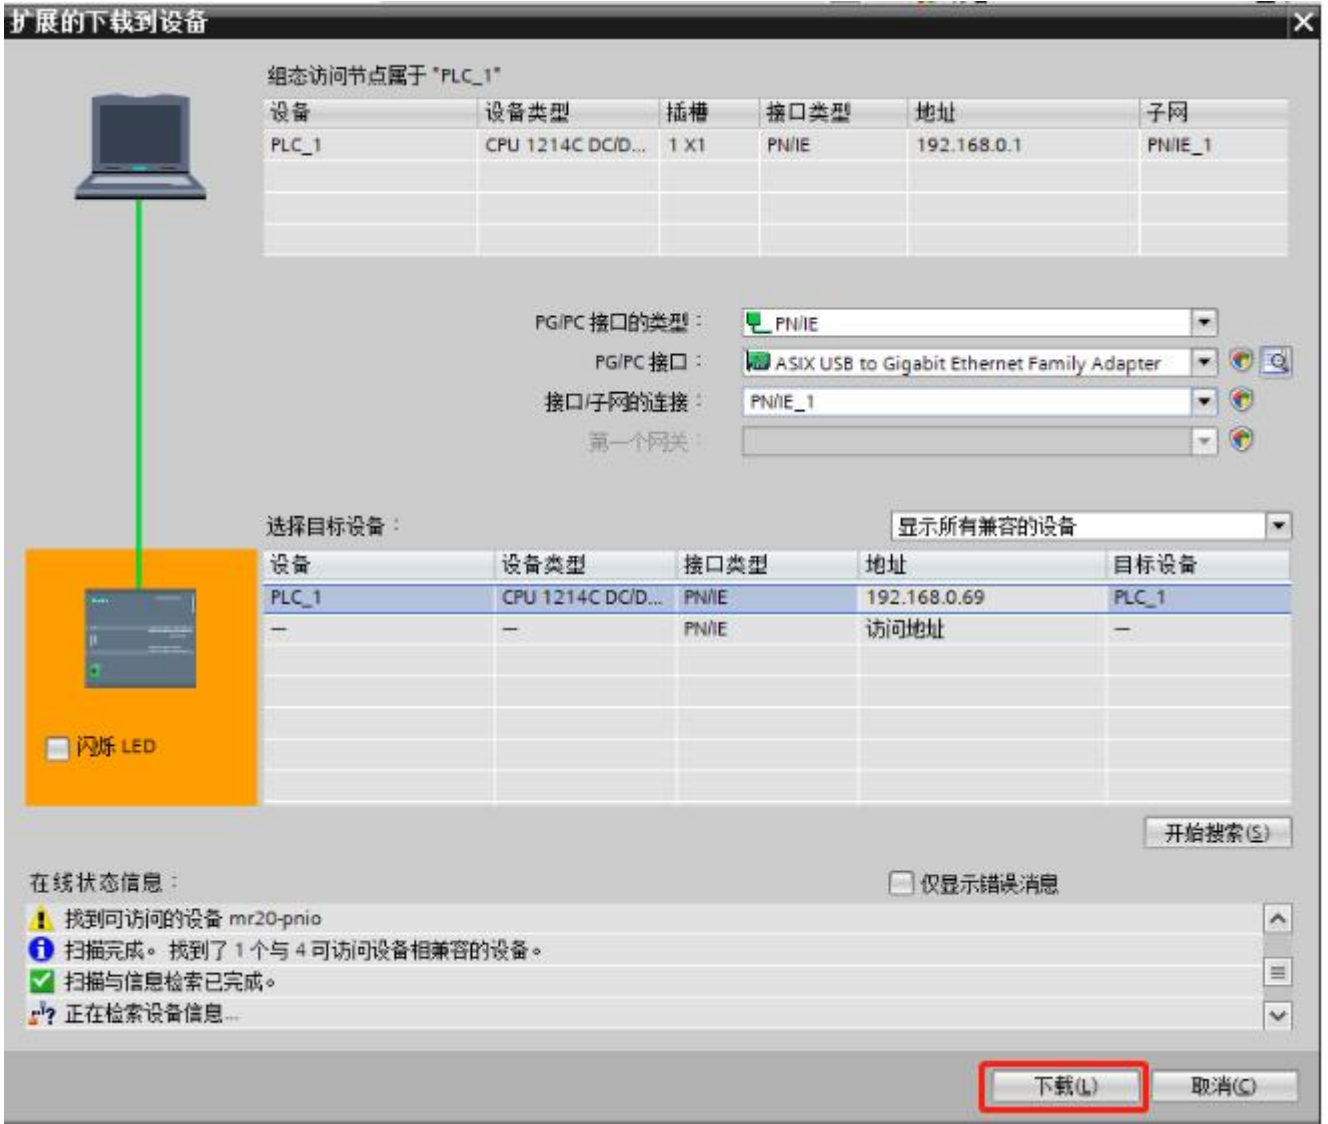 扩展的下载到设备
组态访问节点属于 "PLC_1"
设备 设备类型 插槽 接口类型 地址 子网
PLC_1 CPU 1214C DC/D... 1 X1 PN/IE 192.168.0.1 PN/IE_1
PG/PC 接口的类型： PN/IE
PG/PC 接口： ASIX USB to Gigabit Ethernet Family Adapter
接口/子网的连接： PN/IE_1
第一个网关：
选择目标设备： 显示所有兼容的设备
设备 设备类型 接口类型 地址 目标设备
PLC_1 CPU 1214C DC/D... PN/IE 192.168.0.69 PLC_1
— — PN/IE 访问地址 —
闪烁 LED
开始搜索(S)
在线状态信息： 仅显示错误消息
找到可访问的设备 mr20-pnio
扫描完成。找到了 1 个与 4 可访问设备相兼容的设备。
扫描与信息检索已完成。
正在检索设备信息...
下载(L) 取消(C)